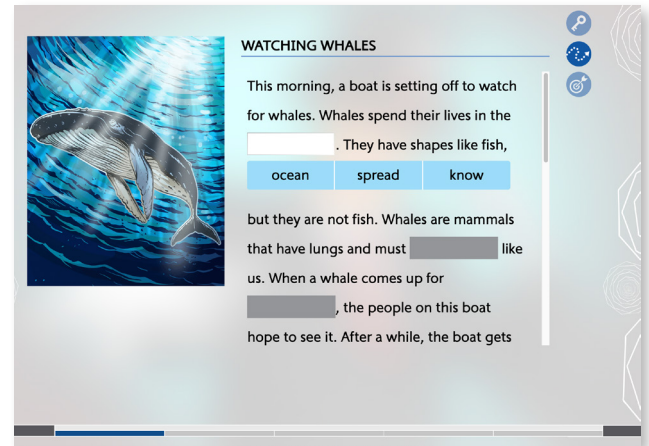 WATCHING WHALES
This morning, a boat is setting off to watch
for whales. Whales spend their lives in the
. They have shapes like fish,
ocean spread know
but they are not fish. Whales are mammals
that have lungs and must like
us. When a whale comes up for
, the people on this boat
hope to see it. After a while, the boat gets